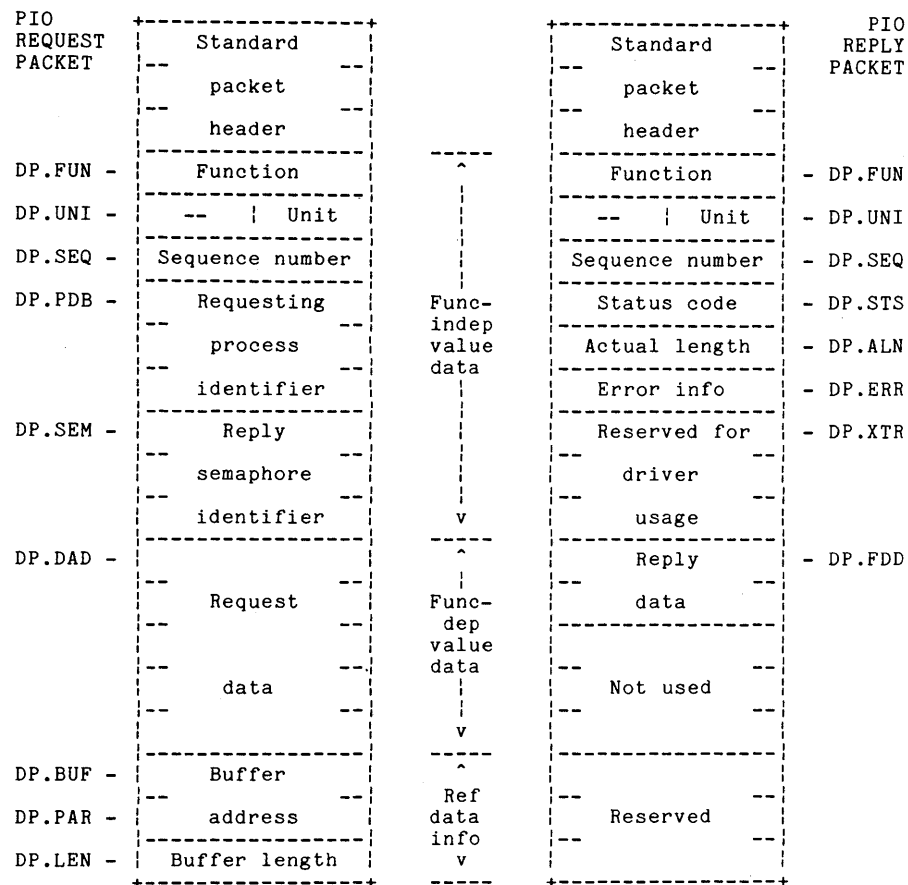 PIO REQUEST PACKET
PIO REPLY PACKET
Standard packet header
Standard packet header
DP.FUN - Function
Function - DP.FUN
DP.UNI - -- | Unit
-- | Unit - DP.UNI
DP.SEQ - Sequence number
Sequence number - DP.SEQ
DP.PDB - Requesting process identifier
Func-
indep
value
data
Status code - DP.STS
Actual length - DP.ALN
Error info - DP.ERR
DP.SEM - Reply semaphore identifier
Reserved for driver usage - DP.XTR
DP.DAD - Request data
Func-
dep
value
data
Reply data - DP.FDD
Not used
DP.BUF - Buffer
DP.PAR - address
DP.LEN - Buffer length
Ref
data
info
Reserved